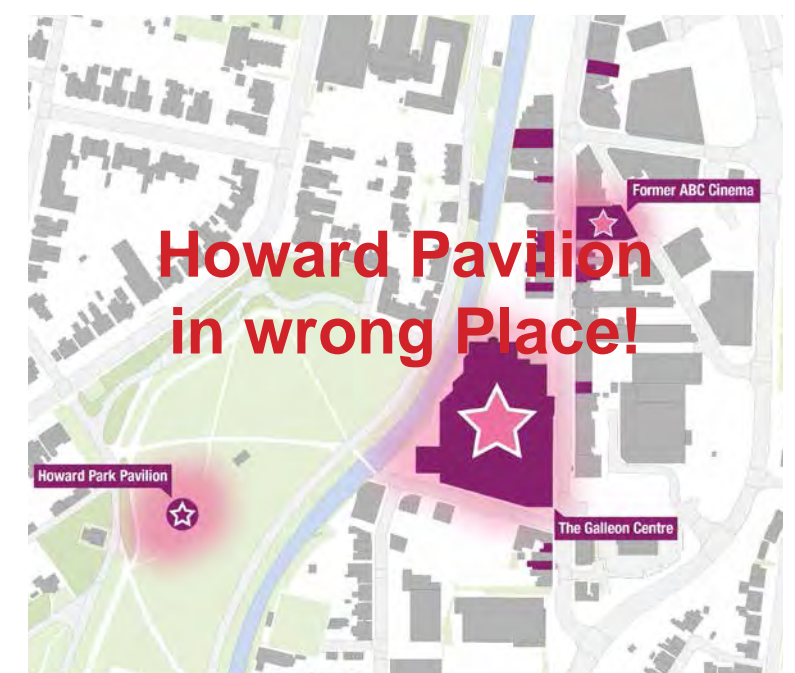 Former ABC Cinema
Howard Pavilion
in wrong Place!
Howard Park Pavilion
The Galleon Centre